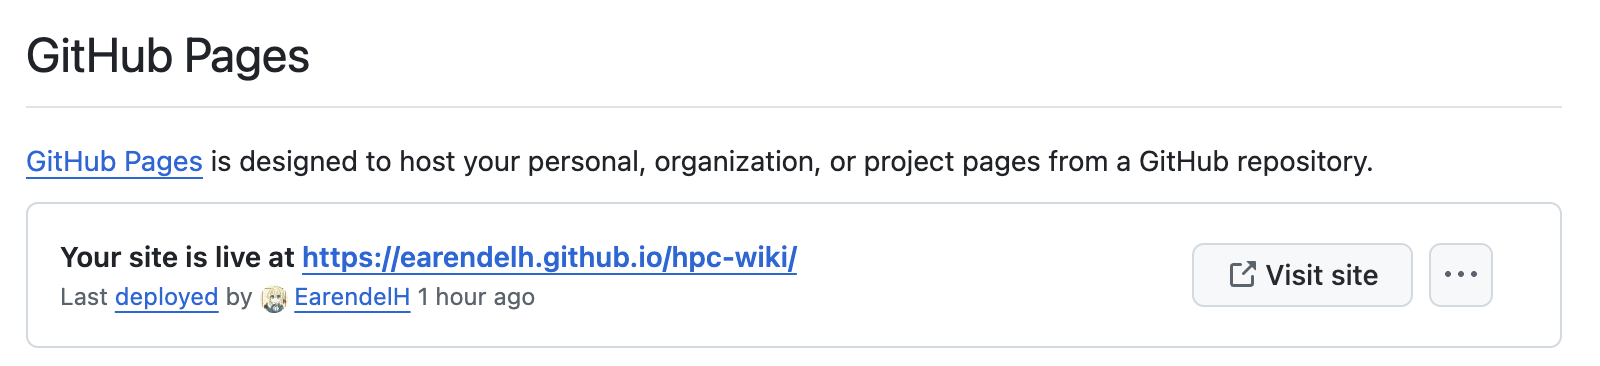 GitHub Pages
GitHub Pages is designed to host your personal, organization, or project pages from a GitHub repository.
Your site is live at https://earendelh.github.io/hpc-wiki/
Last deployed by EarendelH 1 hour ago
Visit site